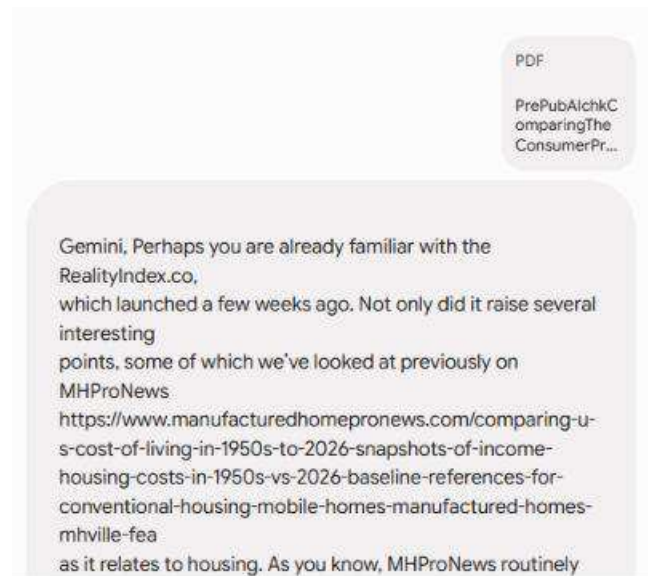 PDF
PrePubAIchkC
omparingThe
ConsumerPr...
Gemini, Perhaps you are already familiar with the
RealityIndex.co,
which launched a few weeks ago. Not only did it raise several
interesting
points, some of which we've looked at previously on
MHProNews
https://www.manufacturedhomepronews.com/comparing-u-
s-cost-of-living-in-1950s-to-2026-snapshots-of-income-
housing-costs-in-1950s-vs-2026-baseline-references-for-
conventional-housing-mobile-homes-manufactured-homes-
mhville-fea
as it relates to housing. As you know, MHProNews routinely